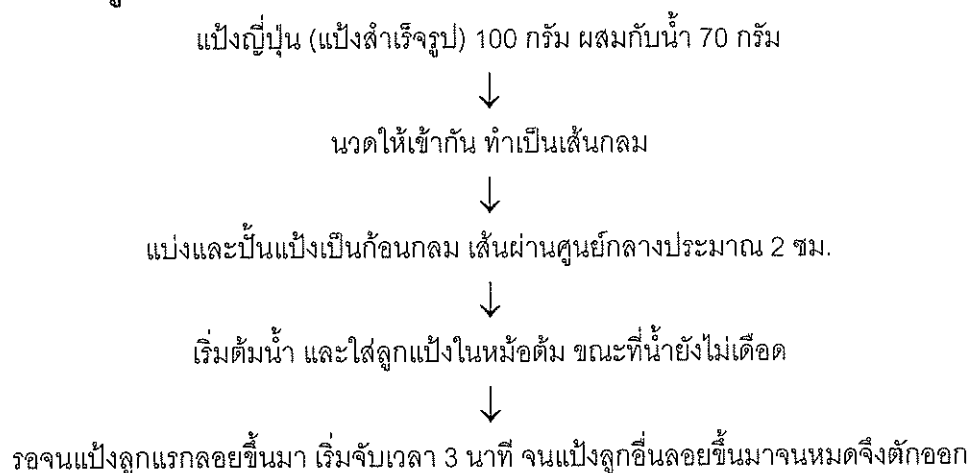 แป้งญี่ปุ่น (แป้งสำเร็จรูป) 100 กรัม ผสมกับน้ำ 70 กรัม
↓
นวดให้เข้ากัน ทำเป็นเส้นกลม
↓
แบ่งและปั้นแป้งเป็นก้อนกลม เส้นผ่านศูนย์กลางประมาณ 2 ซม.
↓
เริ่มต้มน้ำ และใส่ลูกแป้งในหม้อต้ม ขณะที่น้ำยังไม่เดือด
↓
รอจนแป้งลูกแรกลอยขึ้นมา เริ่มจับเวลา 3 นาที จนแป้งลูกอื่นลอยขึ้นมาจนหมดจึงตักออก